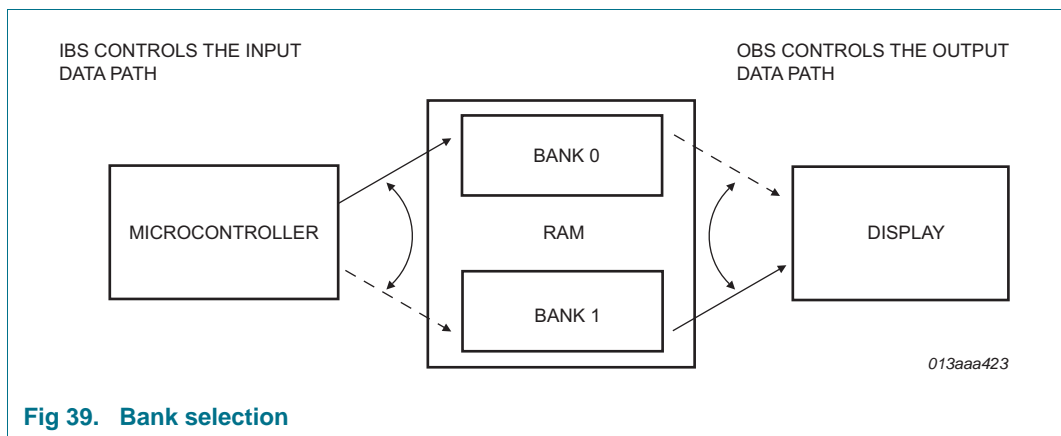 IBS CONTROLS THE INPUT
DATA PATH
OBS CONTROLS THE OUTPUT
DATA PATH
BANK 0
MICROCONTROLLER
RAM
DISPLAY
BANK 1
013aaa423
Fig 39. Bank selection